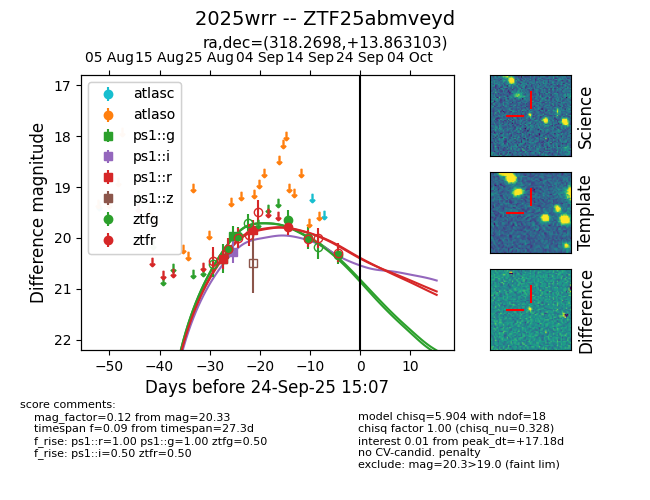 2025wrr -- ZTF25abmveyd
ra,dec=(318.2698,+13.863103)
05 Aug 15 Aug 25 Aug 04 Sep 14 Sep 24 Sep 04 Oct
17
18
19
20
21
22
Difference magnitude
atlasc
atlaso
ps1::g
ps1::i
ps1::r
ps1::z
ztfg
ztfr
−50 −40 −30 −20 −10 0 10
Days before 24-Sep-25 15:07
Science
Template
Difference
score comments:
mag_factor=0.12 from mag=20.33
timespan f=0.09 from timespan=27.3d
f_rise: ps1::r=1.00 ps1::g=1.00 ztfg=0.50
f_rise: ps1::i=0.50 ztfr=0.50
model chisq=5.904 with ndof=18
chisq factor 1.00 (chisq_nu=0.328)
interest 0.01 from peak_dt=+17.18d
no CV-candid. penalty
exclude: mag=20.3>19.0 (faint lim)